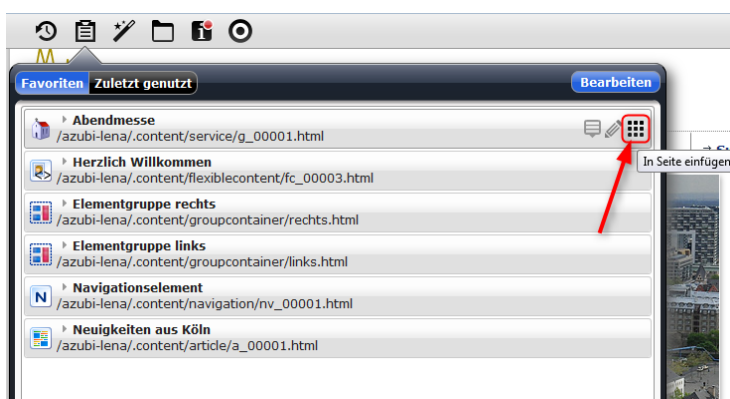 Favoriten Zuletzt genutzt Bearbeiten
Abendmesse
/azubi-lena/.content/service/g_00001.html
In Seite einfügen
Herzlich Willkommen
/azubi-lena/.content/flexiblecontent/fc_00003.html
Elementgruppe rechts
/azubi-lena/.content/groupcontainer/rechts.html
Elementgruppe links
/azubi-lena/.content/groupcontainer/links.html
Navigationselement
N
/azubi-lena/.content/navigation/nv_00001.html
Neuigkeiten aus Köln
/azubi-lena/.content/article/a_00001.html